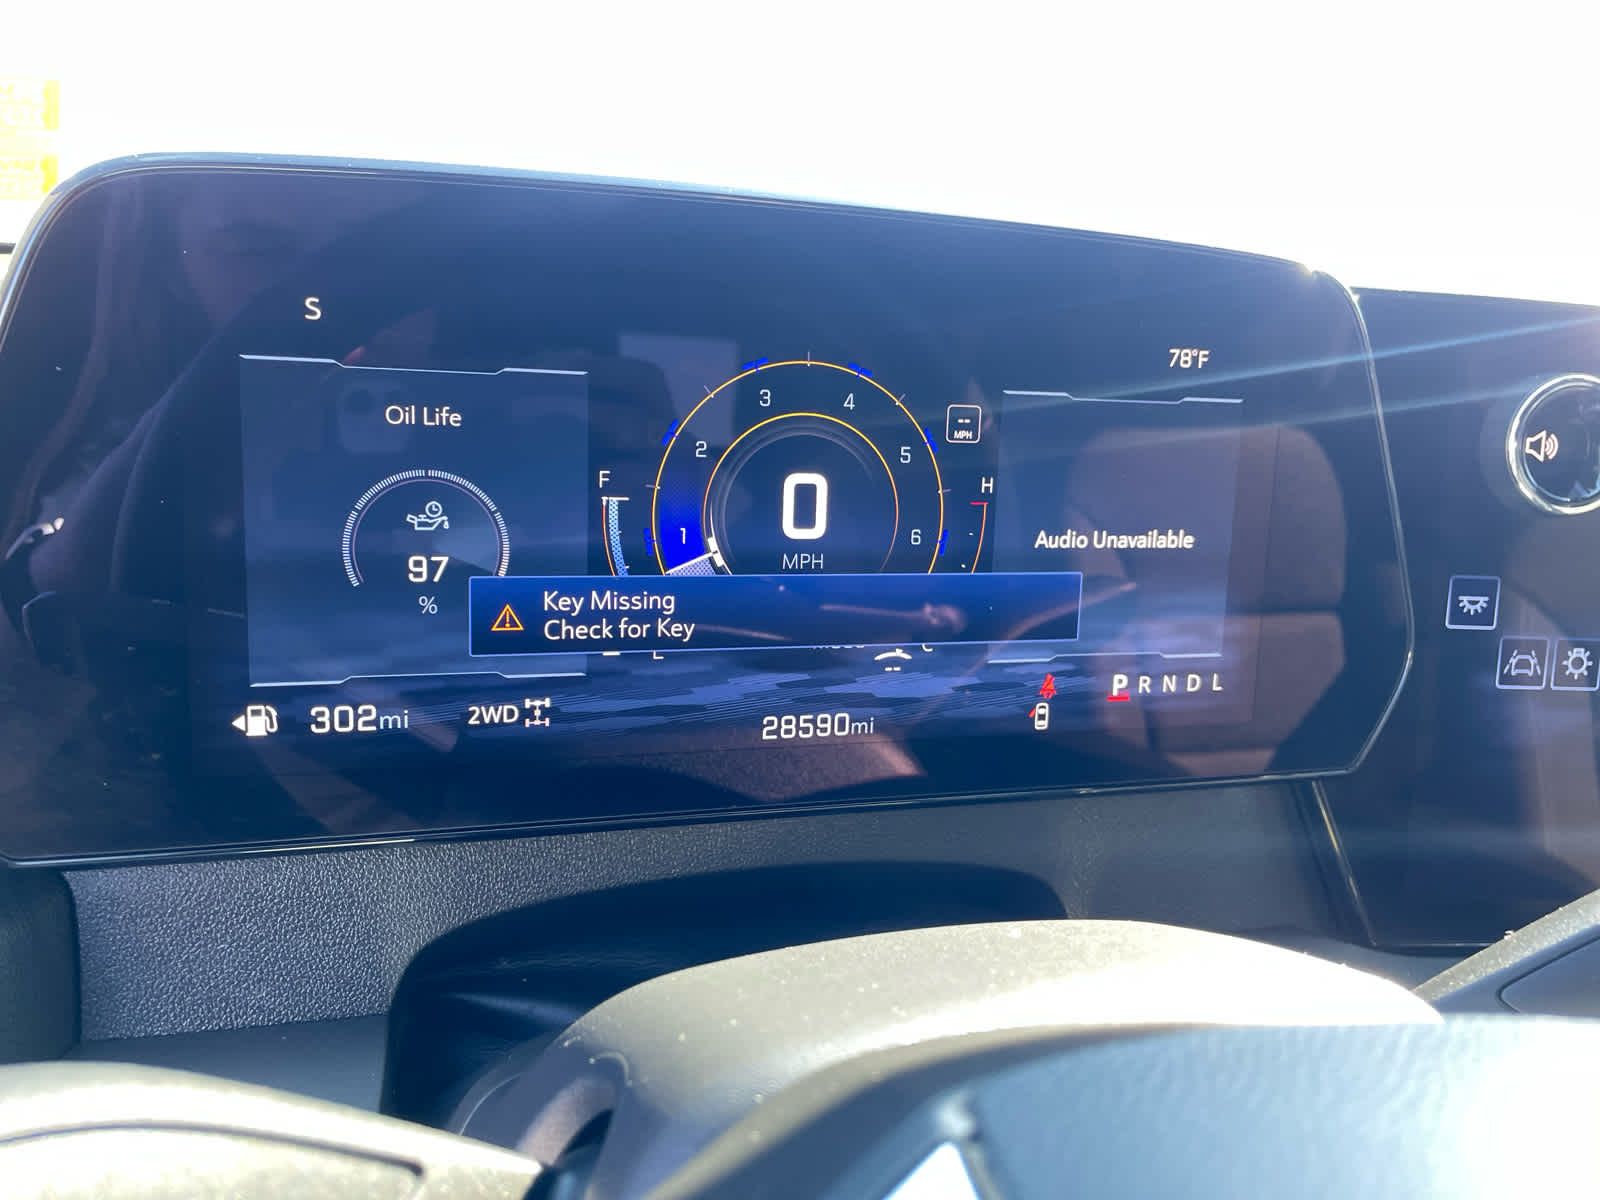 S
78°F
Oil Life
97
%
F
1
2
3
4
5
6
0
MPH
--
MPH
H
Audio Unavailable
Key Missing
Check for Key
C
302mi
2WD
28590mi
P R N D L